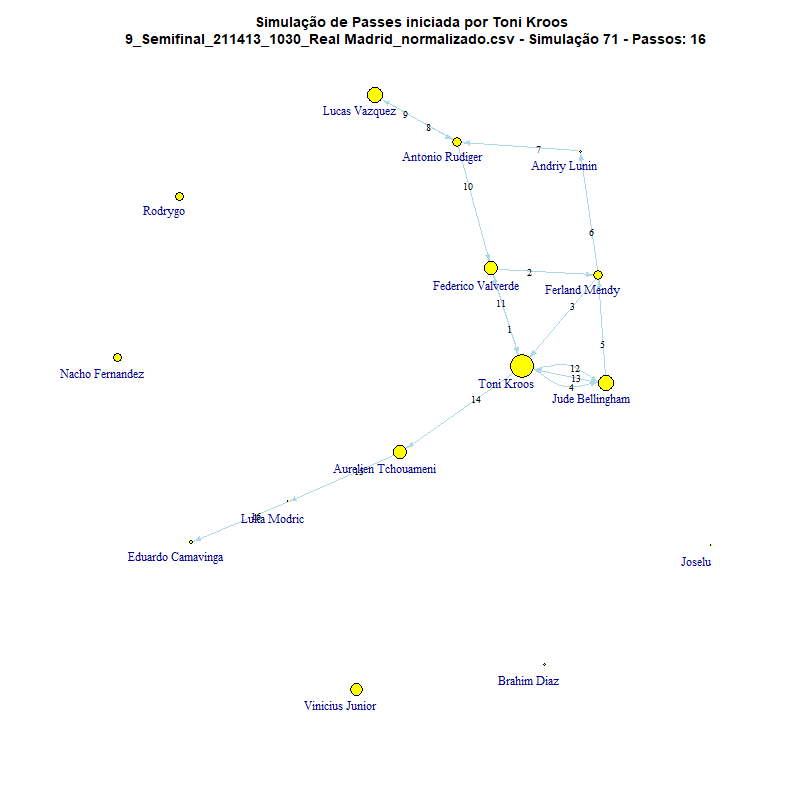 Simulação de Passes iniciada por Toni Kroos
9_Semifinal_211413_1030_Real Madrid_normalizado.csv - Simulação 71 - Passos: 16
Lucas Vazquez
9
8
7
Antonio Rudiger
Andriy Lunin
10
Rodrygo
6
2
Federico Valverde
Ferland Mendy
11
3
1
5
Nacho Fernandez
12
13
Toni Kroos
4
14
Jude Bellingham
Aurelien Tchouameni
15
Luka Modric
16
Eduardo Camavinga
Joselu
Brahim Diaz
Vinicius Junior